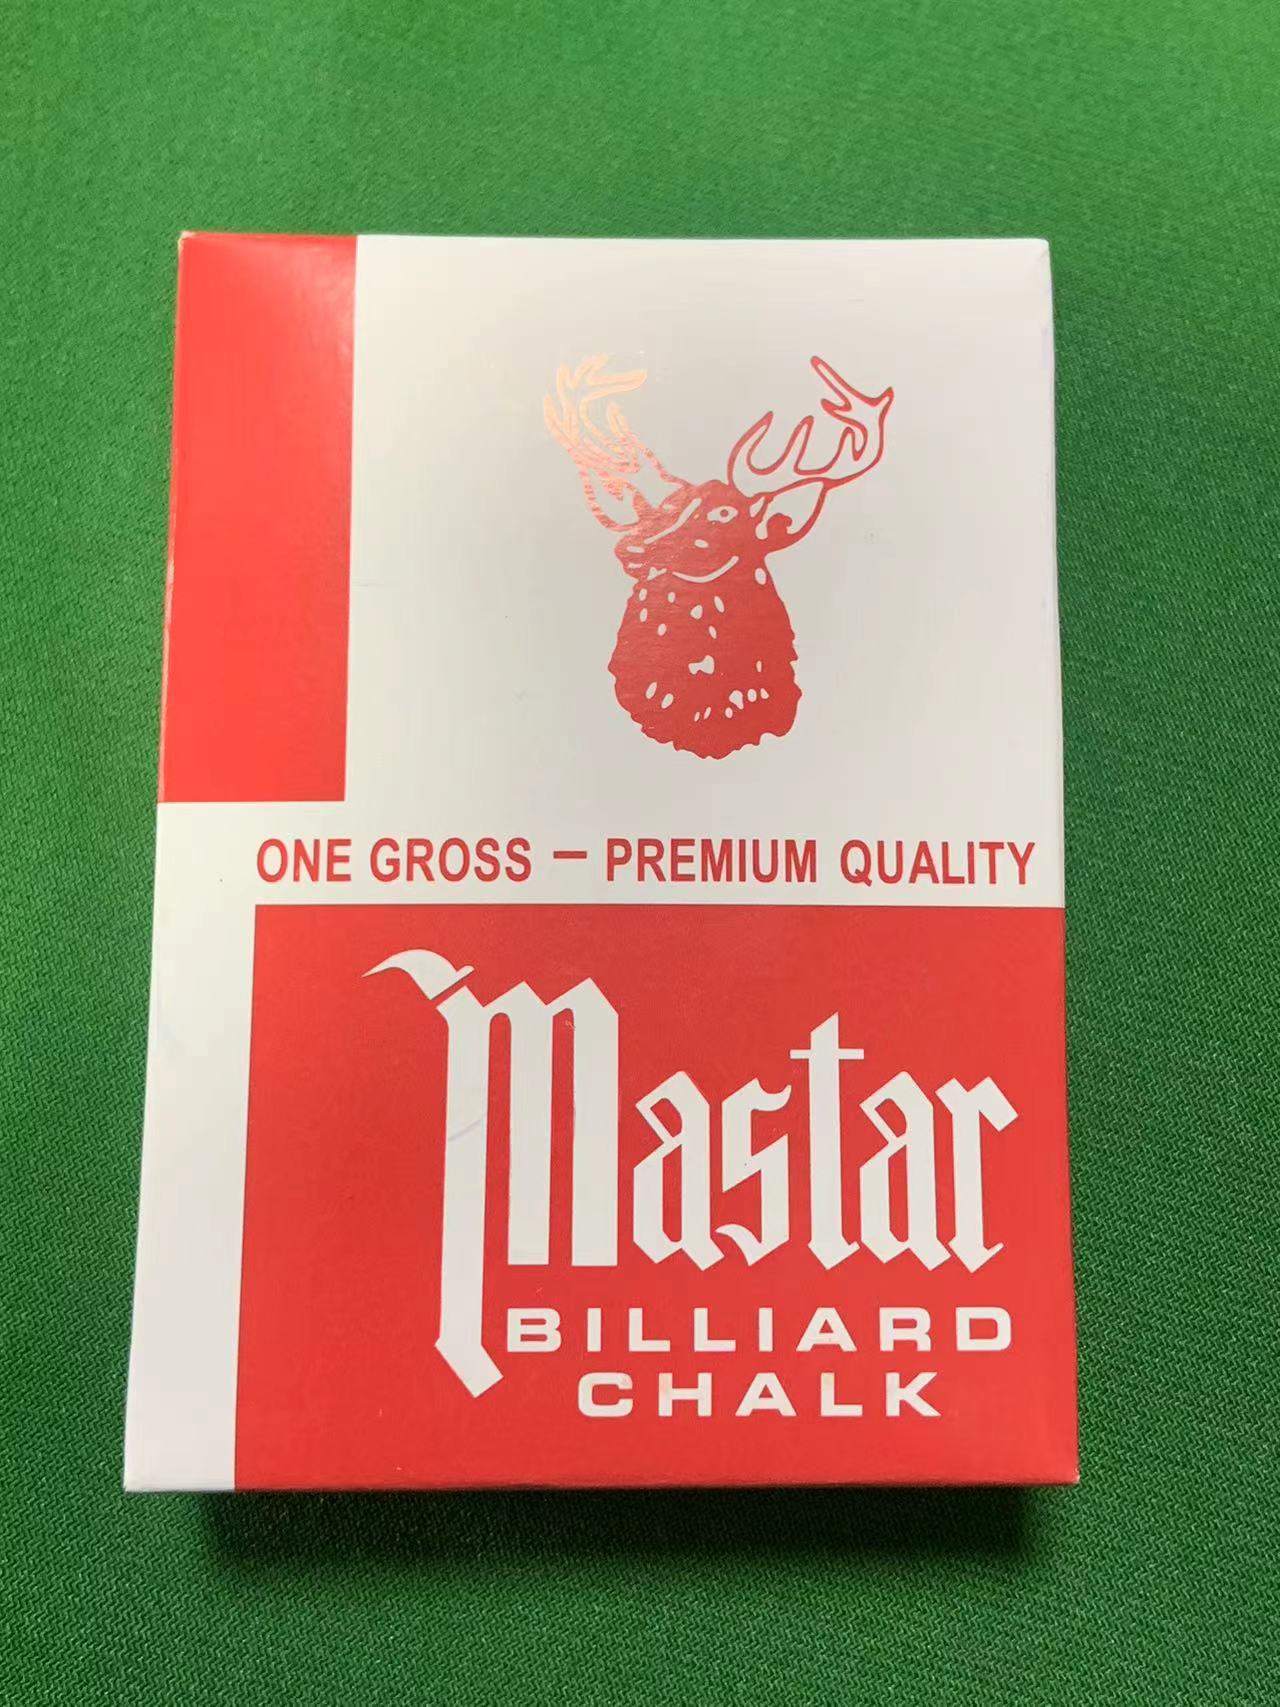 ONE GROSS – PREMIUM QUALITY
Mastar
BILLIARD
CHALK